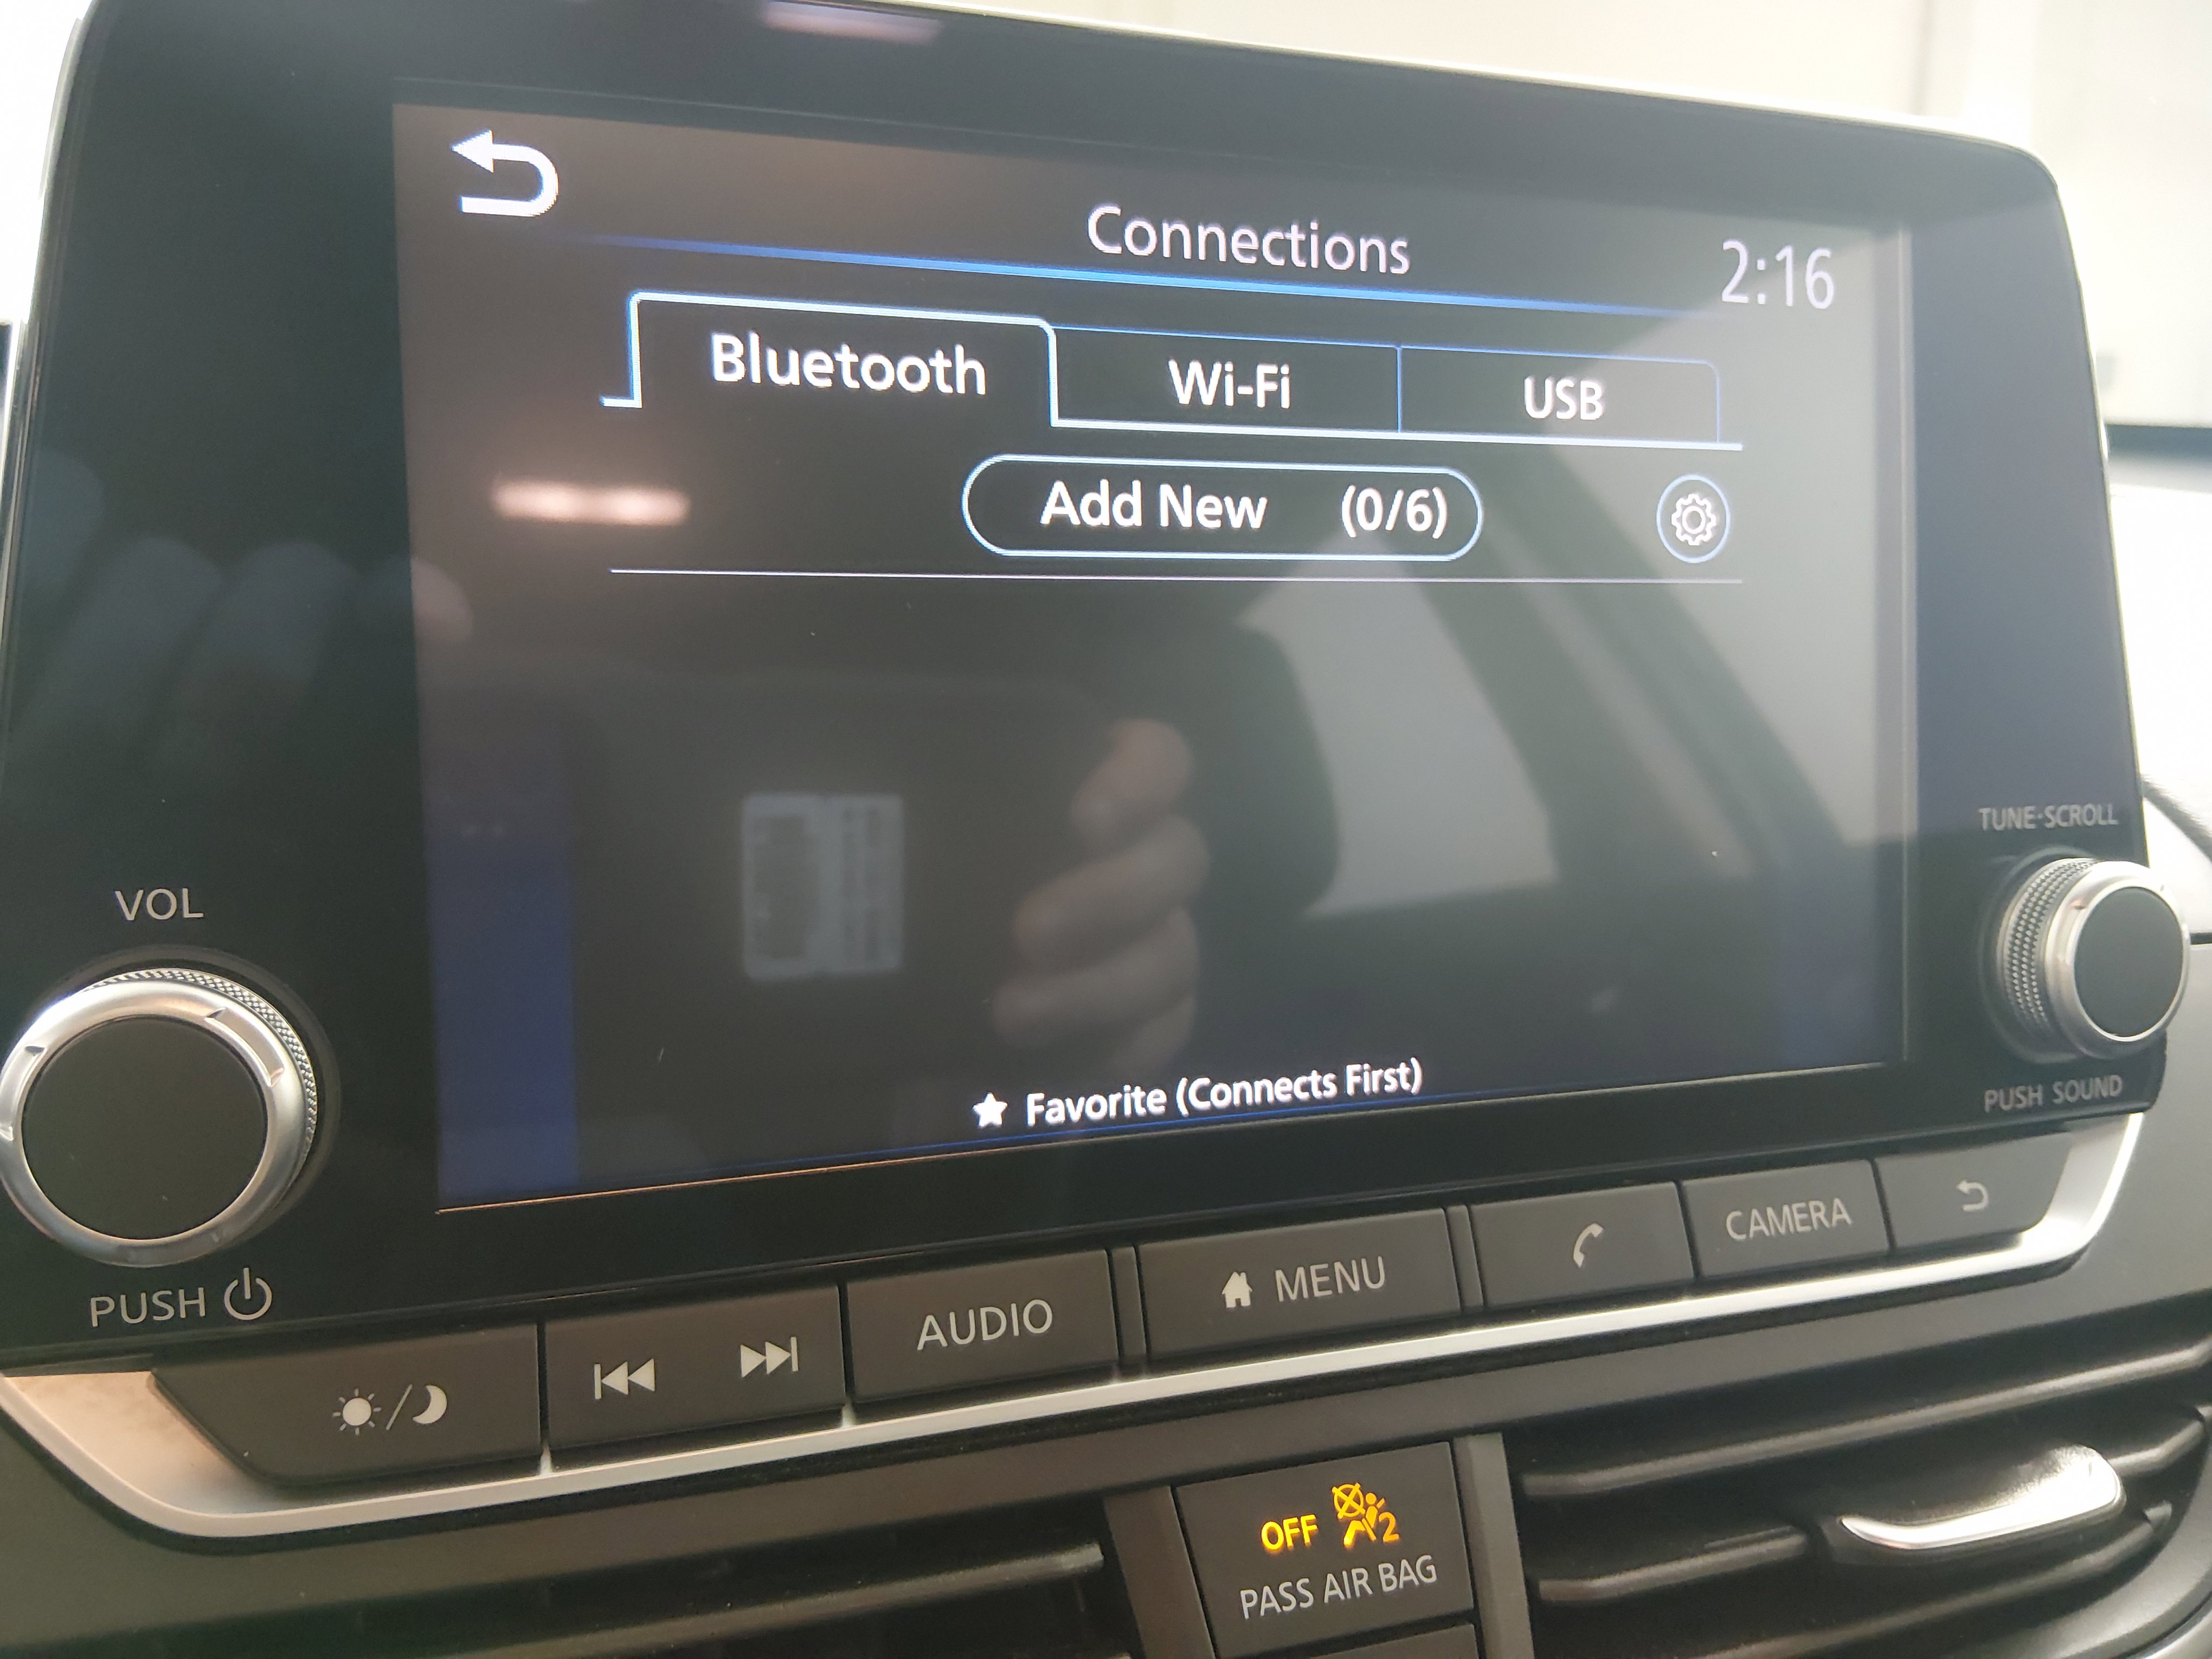 Connections
2:16
Bluetooth
Wi-Fi
USB
Add New (0/6)
★ Favorite (Connects First)
VOL
PUSH
TUNE·SCROLL
PUSH SOUND
AUDIO
MENU
CAMERA
OFF 2
PASS AIR BAG